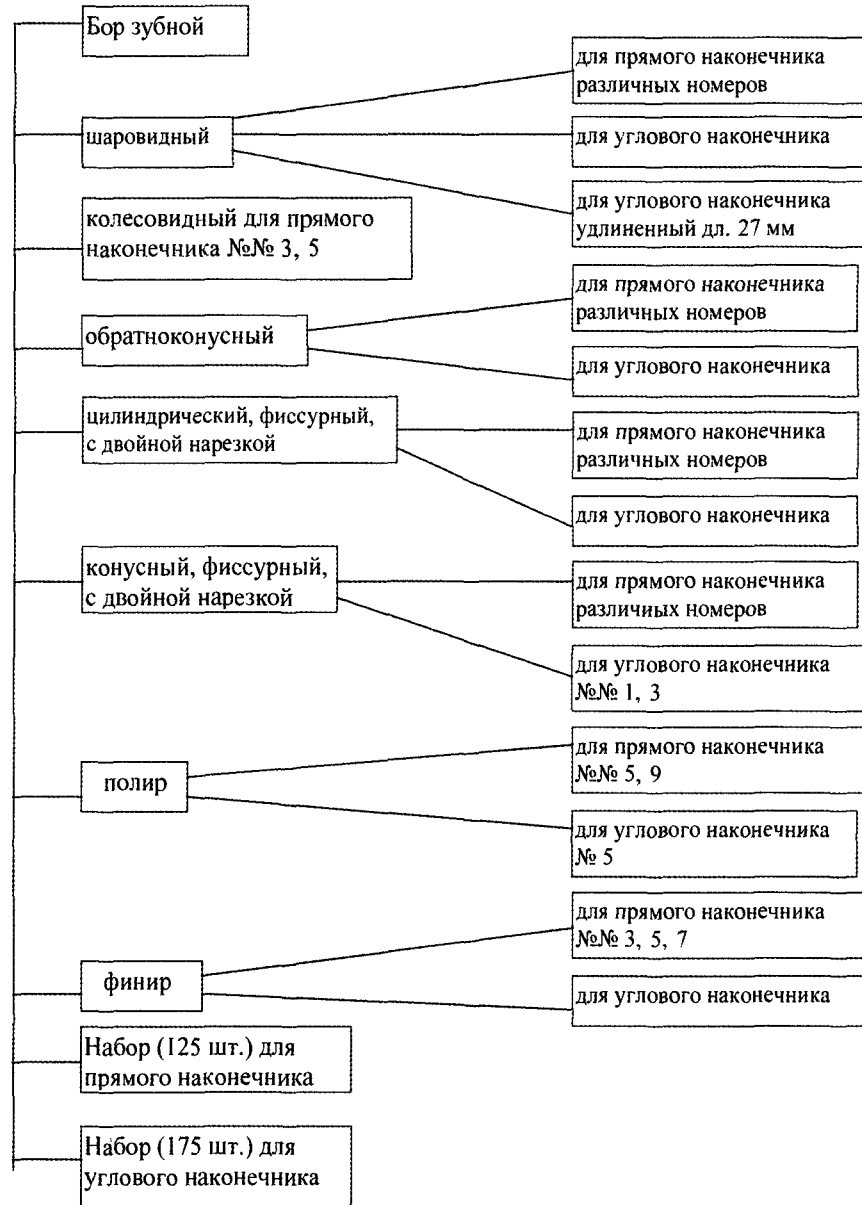 Бор зубной
для прямого наконечника
различных номеров
шаровидный
для углового наконечника
для углового наконечника
удлиненный дл. 27 мм
колесовидный для прямого
наконечника №№ 3, 5
для прямого наконечника
различных номеров
обратноконусный
для углового наконечника
цилиндрический, фиссурный,
с двойной нарезкой
для прямого наконечника
различных номеров
для углового наконечника
конусный, фиссурный,
с двойной нарезкой
для прямого наконечника
различиых номеров
для углового наконечника
№№ 1, 3
полир
для прямого наконечника
№№ 5, 9
для углового наконечника
№ 5
финир
для прямого наконечника
№№ 3, 5, 7
для углового наконечника
Набор (125 шт.) для
прямого наконечника
Набор (175 шт.) для
углового наконечника